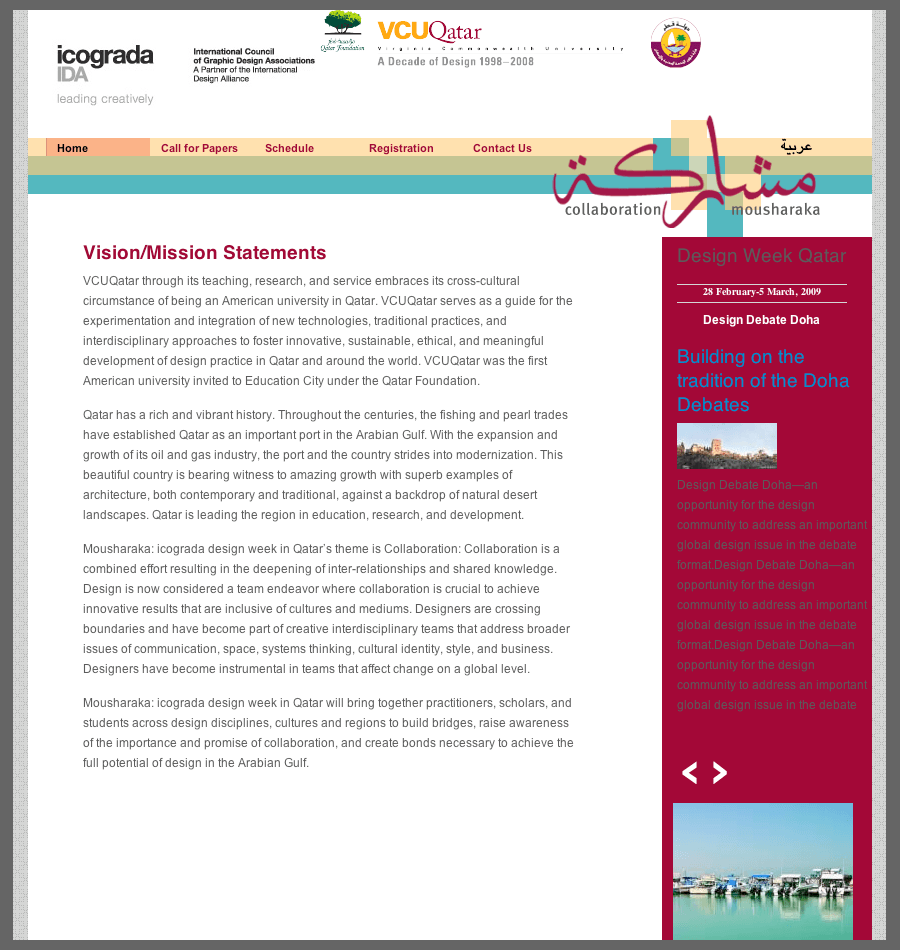 icograda
IDA
leading creatively
International Council
of Graphic Design Associations
A Partner of the International
Design Alliance
Qatar Foundation
VCUQatar
Virginia Commonwealth University
A Decade of Design 1998–2008
Home
Call for Papers
Schedule
Registration
Contact Us
عربية
مشاركة
collaboration
mousharaka
Vision/Mission Statements
VCUQatar through its teaching, research, and service embraces its cross-cultural
circumstance of being an American university in Qatar. VCUQatar serves as a guide for the
experimentation and integration of new technologies, traditional practices, and
interdisciplinary approaches to foster innovative, sustainable, ethical, and meaningful
development of design practice in Qatar and around the world. VCUQatar was the first
American university invited to Education City under the Qatar Foundation.
Qatar has a rich and vibrant history. Throughout the centuries, the fishing and pearl trades
have established Qatar as an important port in the Arabian Gulf. With the expansion and
growth of its oil and gas industry, the port and the country strides into modernization. This
beautiful country is bearing witness to amazing growth with superb examples of
architecture, both contemporary and traditional, against a backdrop of natural desert
landscapes. Qatar is leading the region in education, research, and development.
Mousharaka: icograda design week in Qatar's theme is Collaboration: Collaboration is a
combined effort resulting in the deepening of inter-relationships and shared knowledge.
Design is now considered a team endeavor where collaboration is crucial to achieve
innovative results that are inclusive of cultures and mediums. Designers are crossing
boundaries and have become part of creative interdisciplinary teams that address broader
issues of communication, space, systems thinking, cultural identity, style, and business.
Designers have become instrumental in teams that affect change on a global level.
Mousharaka: icograda design week in Qatar will bring together practitioners, scholars, and
students across design disciplines, cultures and regions to build bridges, raise awareness
of the importance and promise of collaboration, and create bonds necessary to achieve the
full potential of design in the Arabian Gulf.
Design Week Qatar
28 February-5 March, 2009
Design Debate Doha
Building on the
tradition of the Doha
Debates
Design Debate Doha—an
opportunity for the design
community to address an important
global design issue in the debate
format.Design Debate Doha—an
opportunity for the design
community to address an important
global design issue in the debate
format.Design Debate Doha—an
opportunity for the design
community to address an important
global design issue in the debate
< >